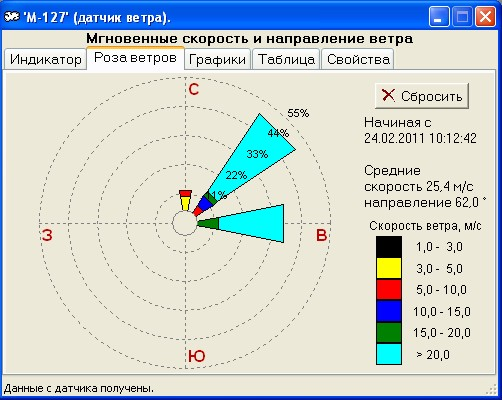 'М-127' (датчик ветра).
Мгновенные скорость и направление ветра
Индикатор Роза ветров Графики Таблица Свойства
С
55%
44%
33%
22%
1%
З
В
Ю
Сбросить
Начиная с
24.02.2011 10:12:42
Средние
скорость 25,4 м/с
направление 62,0 °
Скорость ветра, м/с
1,0 - 3,0
3,0 - 5,0
5,0 - 10,0
10,0 - 15,0
15,0 - 20,0
> 20,0
Данные с датчика получены.